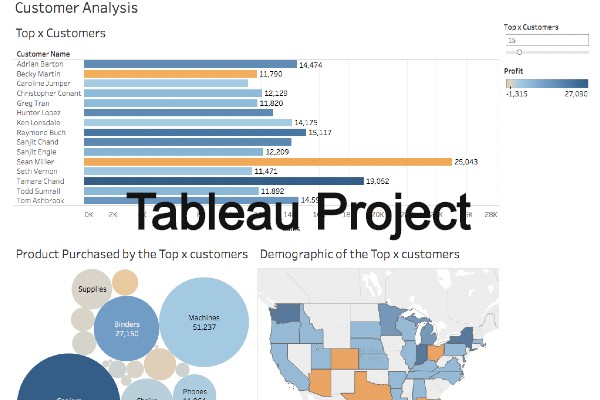 Customer Analysis
Top x Customers
Top x Customers
15
Customer Name
Profit
-1,315 27,090
Adrian Barton 14,474
Becky Martin 11,790
Caroline Jumper
Christopher Conant 12,129
Greg Tran 11,820
Hunter Lopez
Ken Lonsdale 14,175
Raymond Buch 15,117
Sanjit Chand
Sanjit Engle 12,209
Sean Miller 25,043
Seth Vernon 11,471
Tamara Chand 19,052
Todd Sumrall 11,892
Tom Ashbrook
0K 2K 28K
Tableau Project
Product Purchased by the Top x customers
Demographic of the Top x customers
Supplies
Binders
27,150
Machines
51,237
Phones